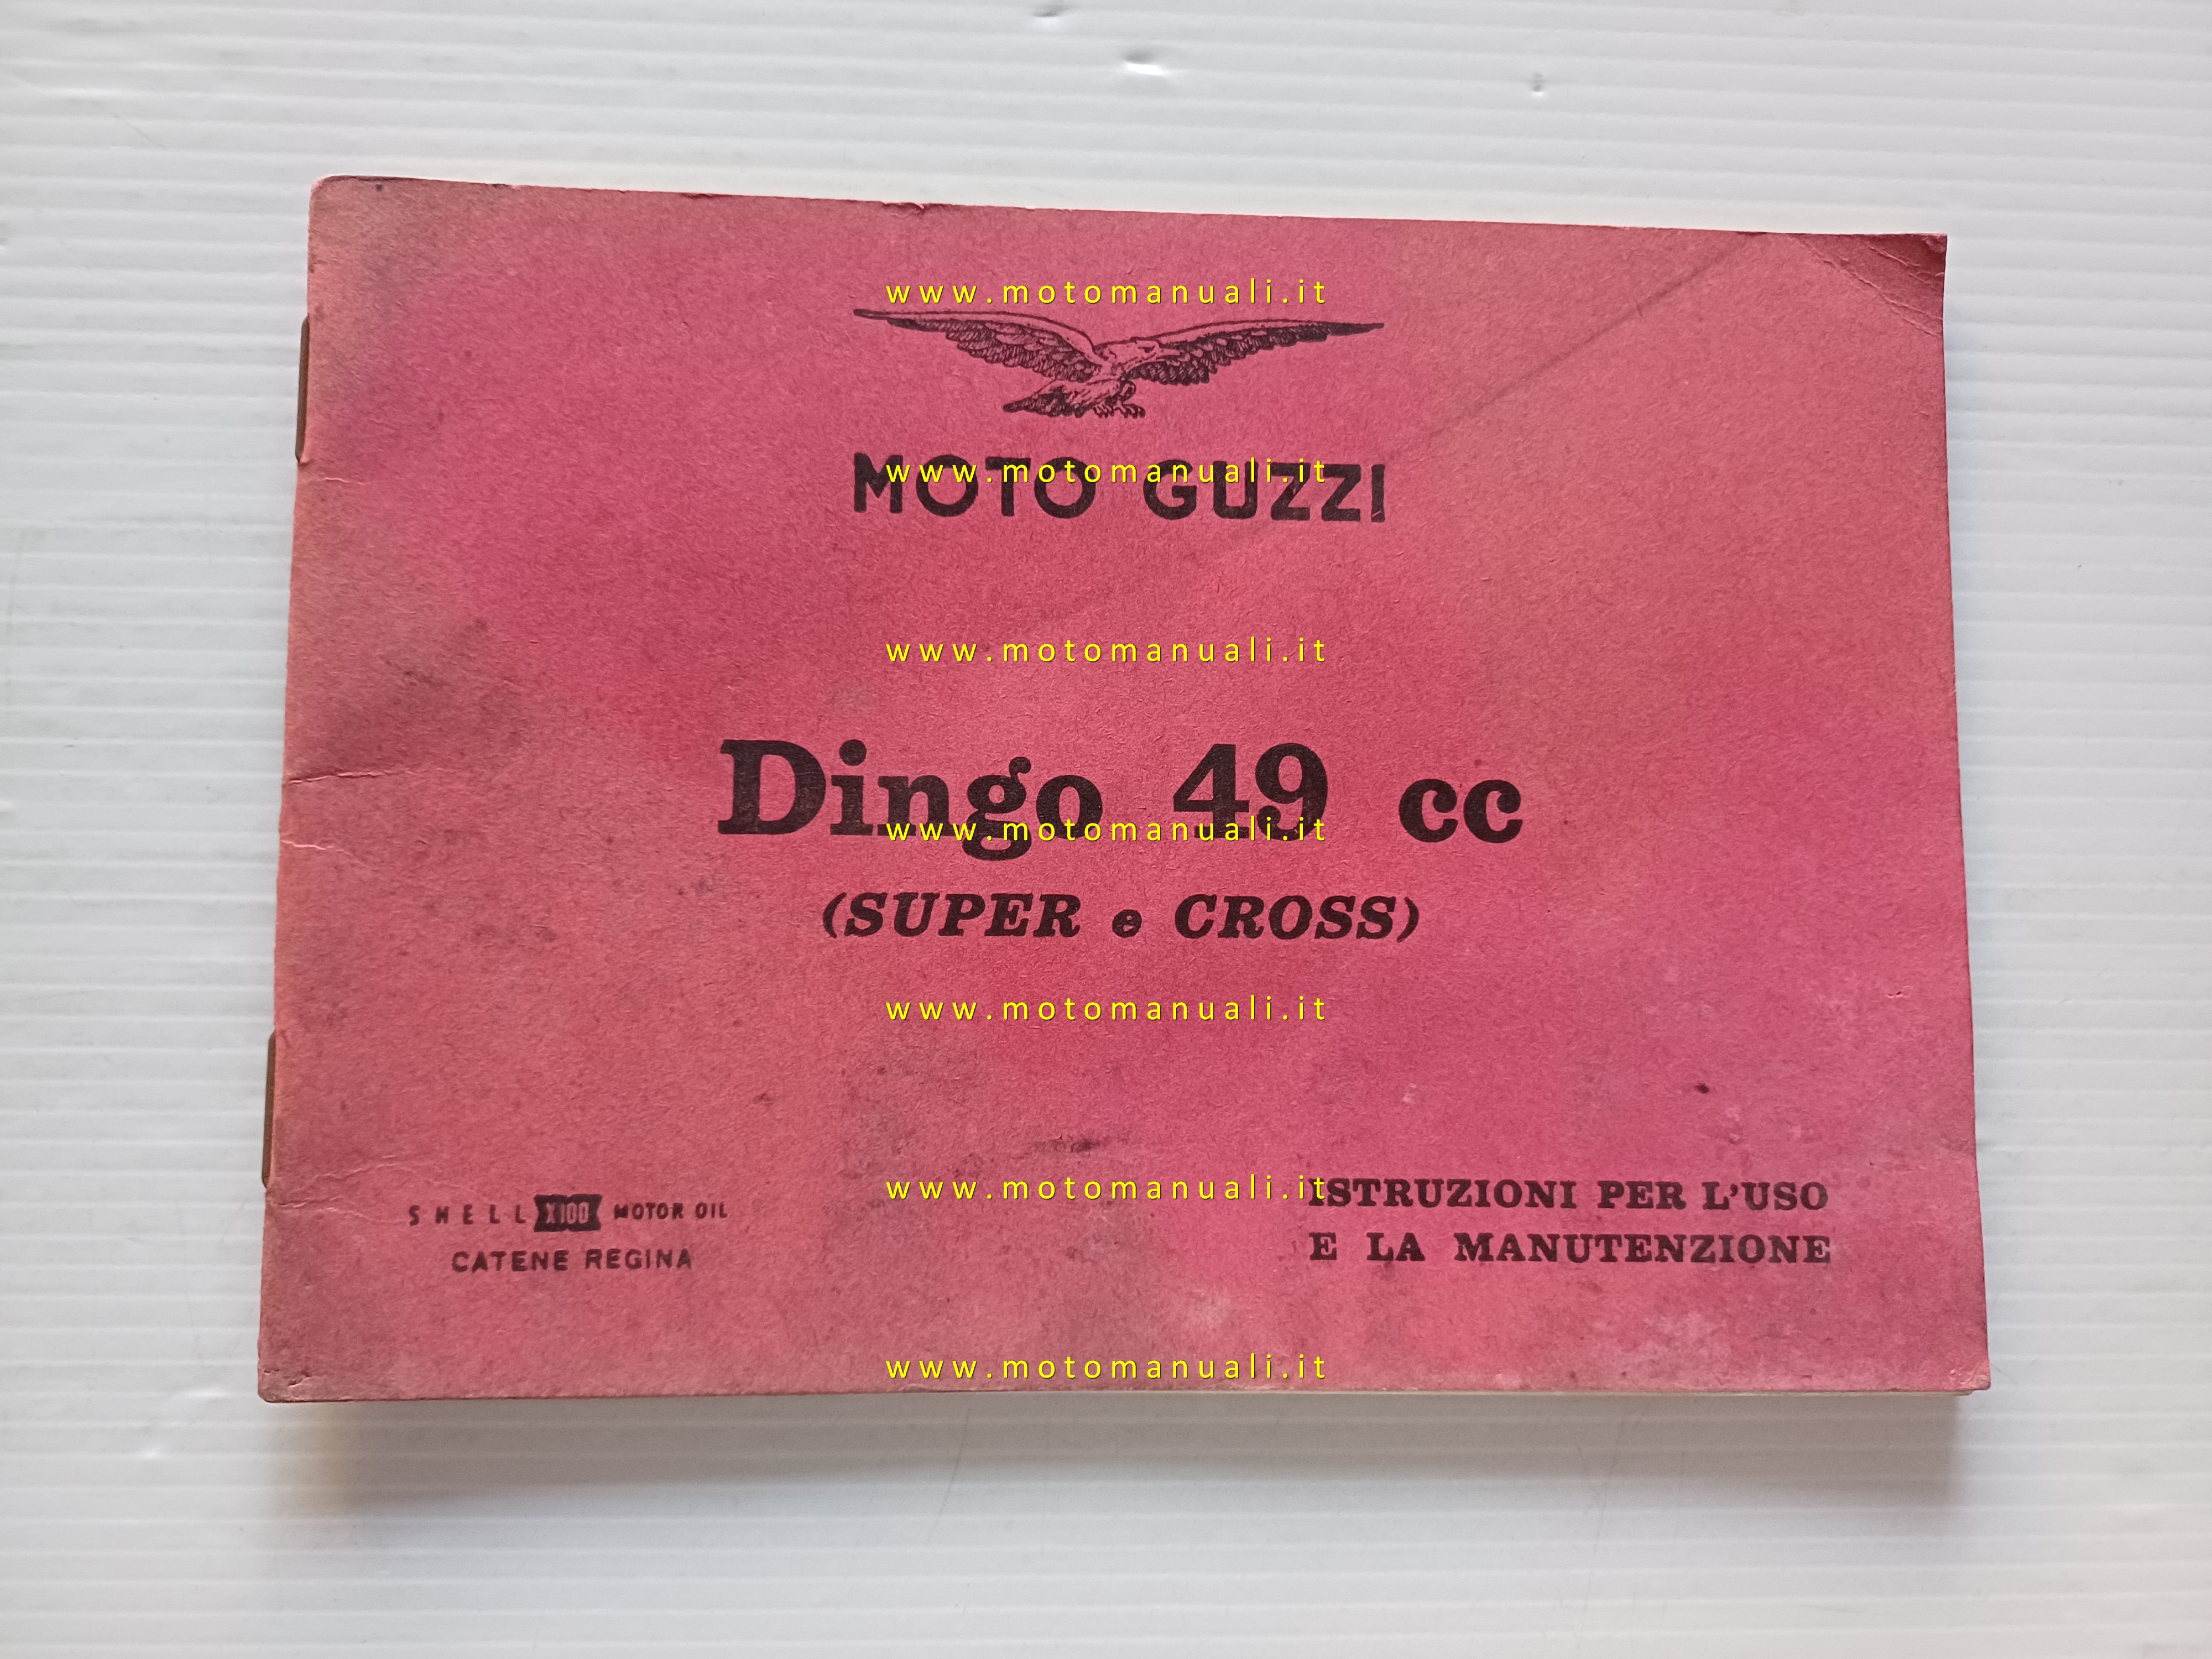 www.motomanuali.it
www.motomanuali.it
MOTO GUZZI
www.motomanuali.it
Dingo 49 cc
www.motomanuali.it
(SUPER e CROSS)
www.motomanuali.it
www.motomanuali.it
SHELL X100 MOTOR OIL
CATENE REGINA
ISTRUZIONI PER L'USO
E LA MANUTENZIONE
www.motomanuali.it